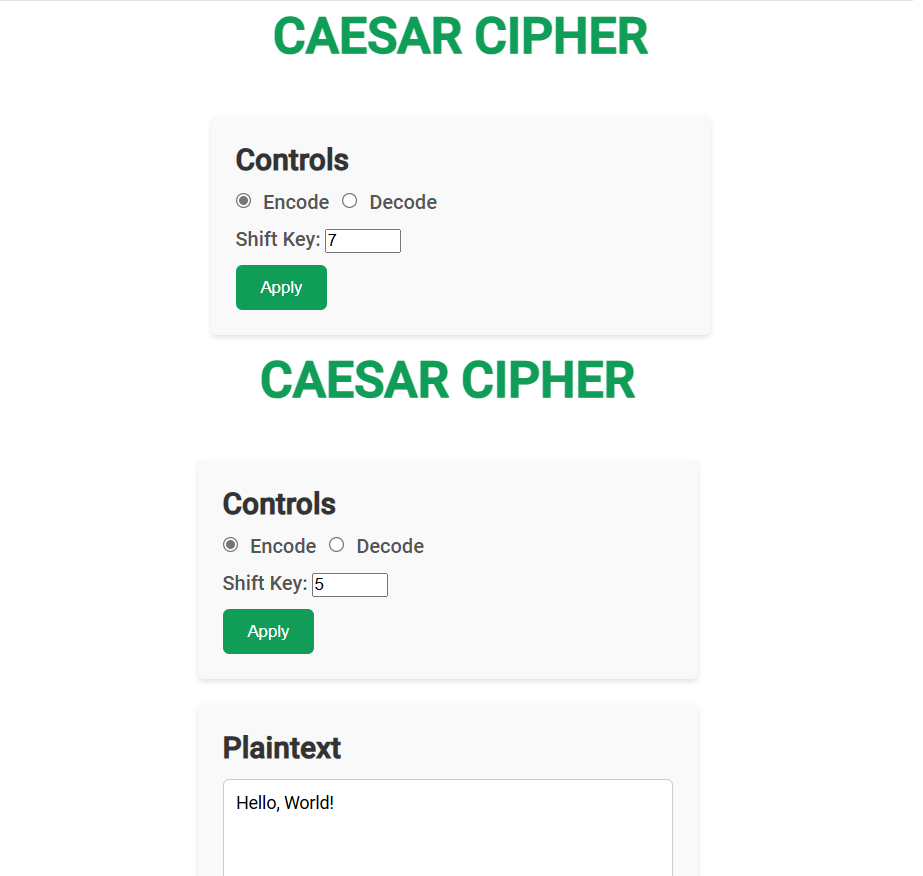 CAESAR CIPHER
Controls
Encode Decode
Shift Key: 7
Apply
CAESAR CIPHER
Controls
Encode Decode
Shift Key: 5
Apply
Plaintext
Hello, World!